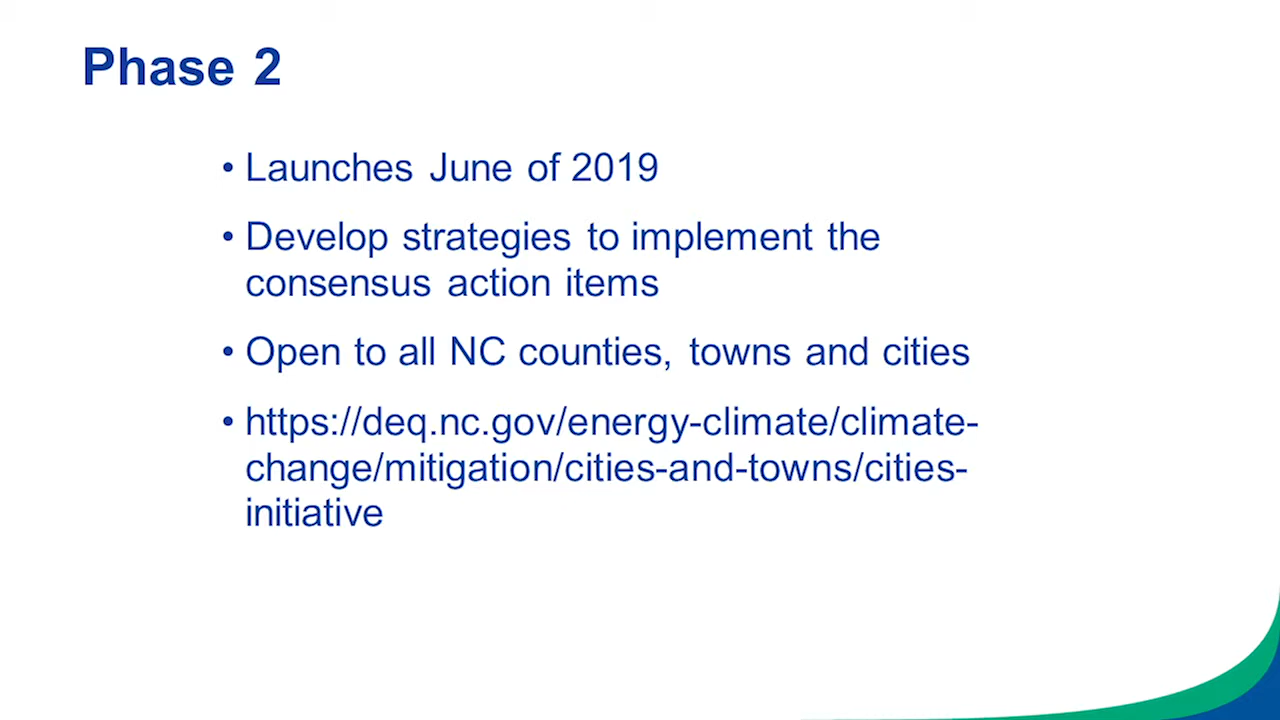 Phase 2
• Launches June of 2019
• Develop strategies to implement the
consensus action items
• Open to all NC counties, towns and cities
• https://deq.nc.gov/energy-climate/climate-
change/mitigation/cities-and-towns/cities-
initiative